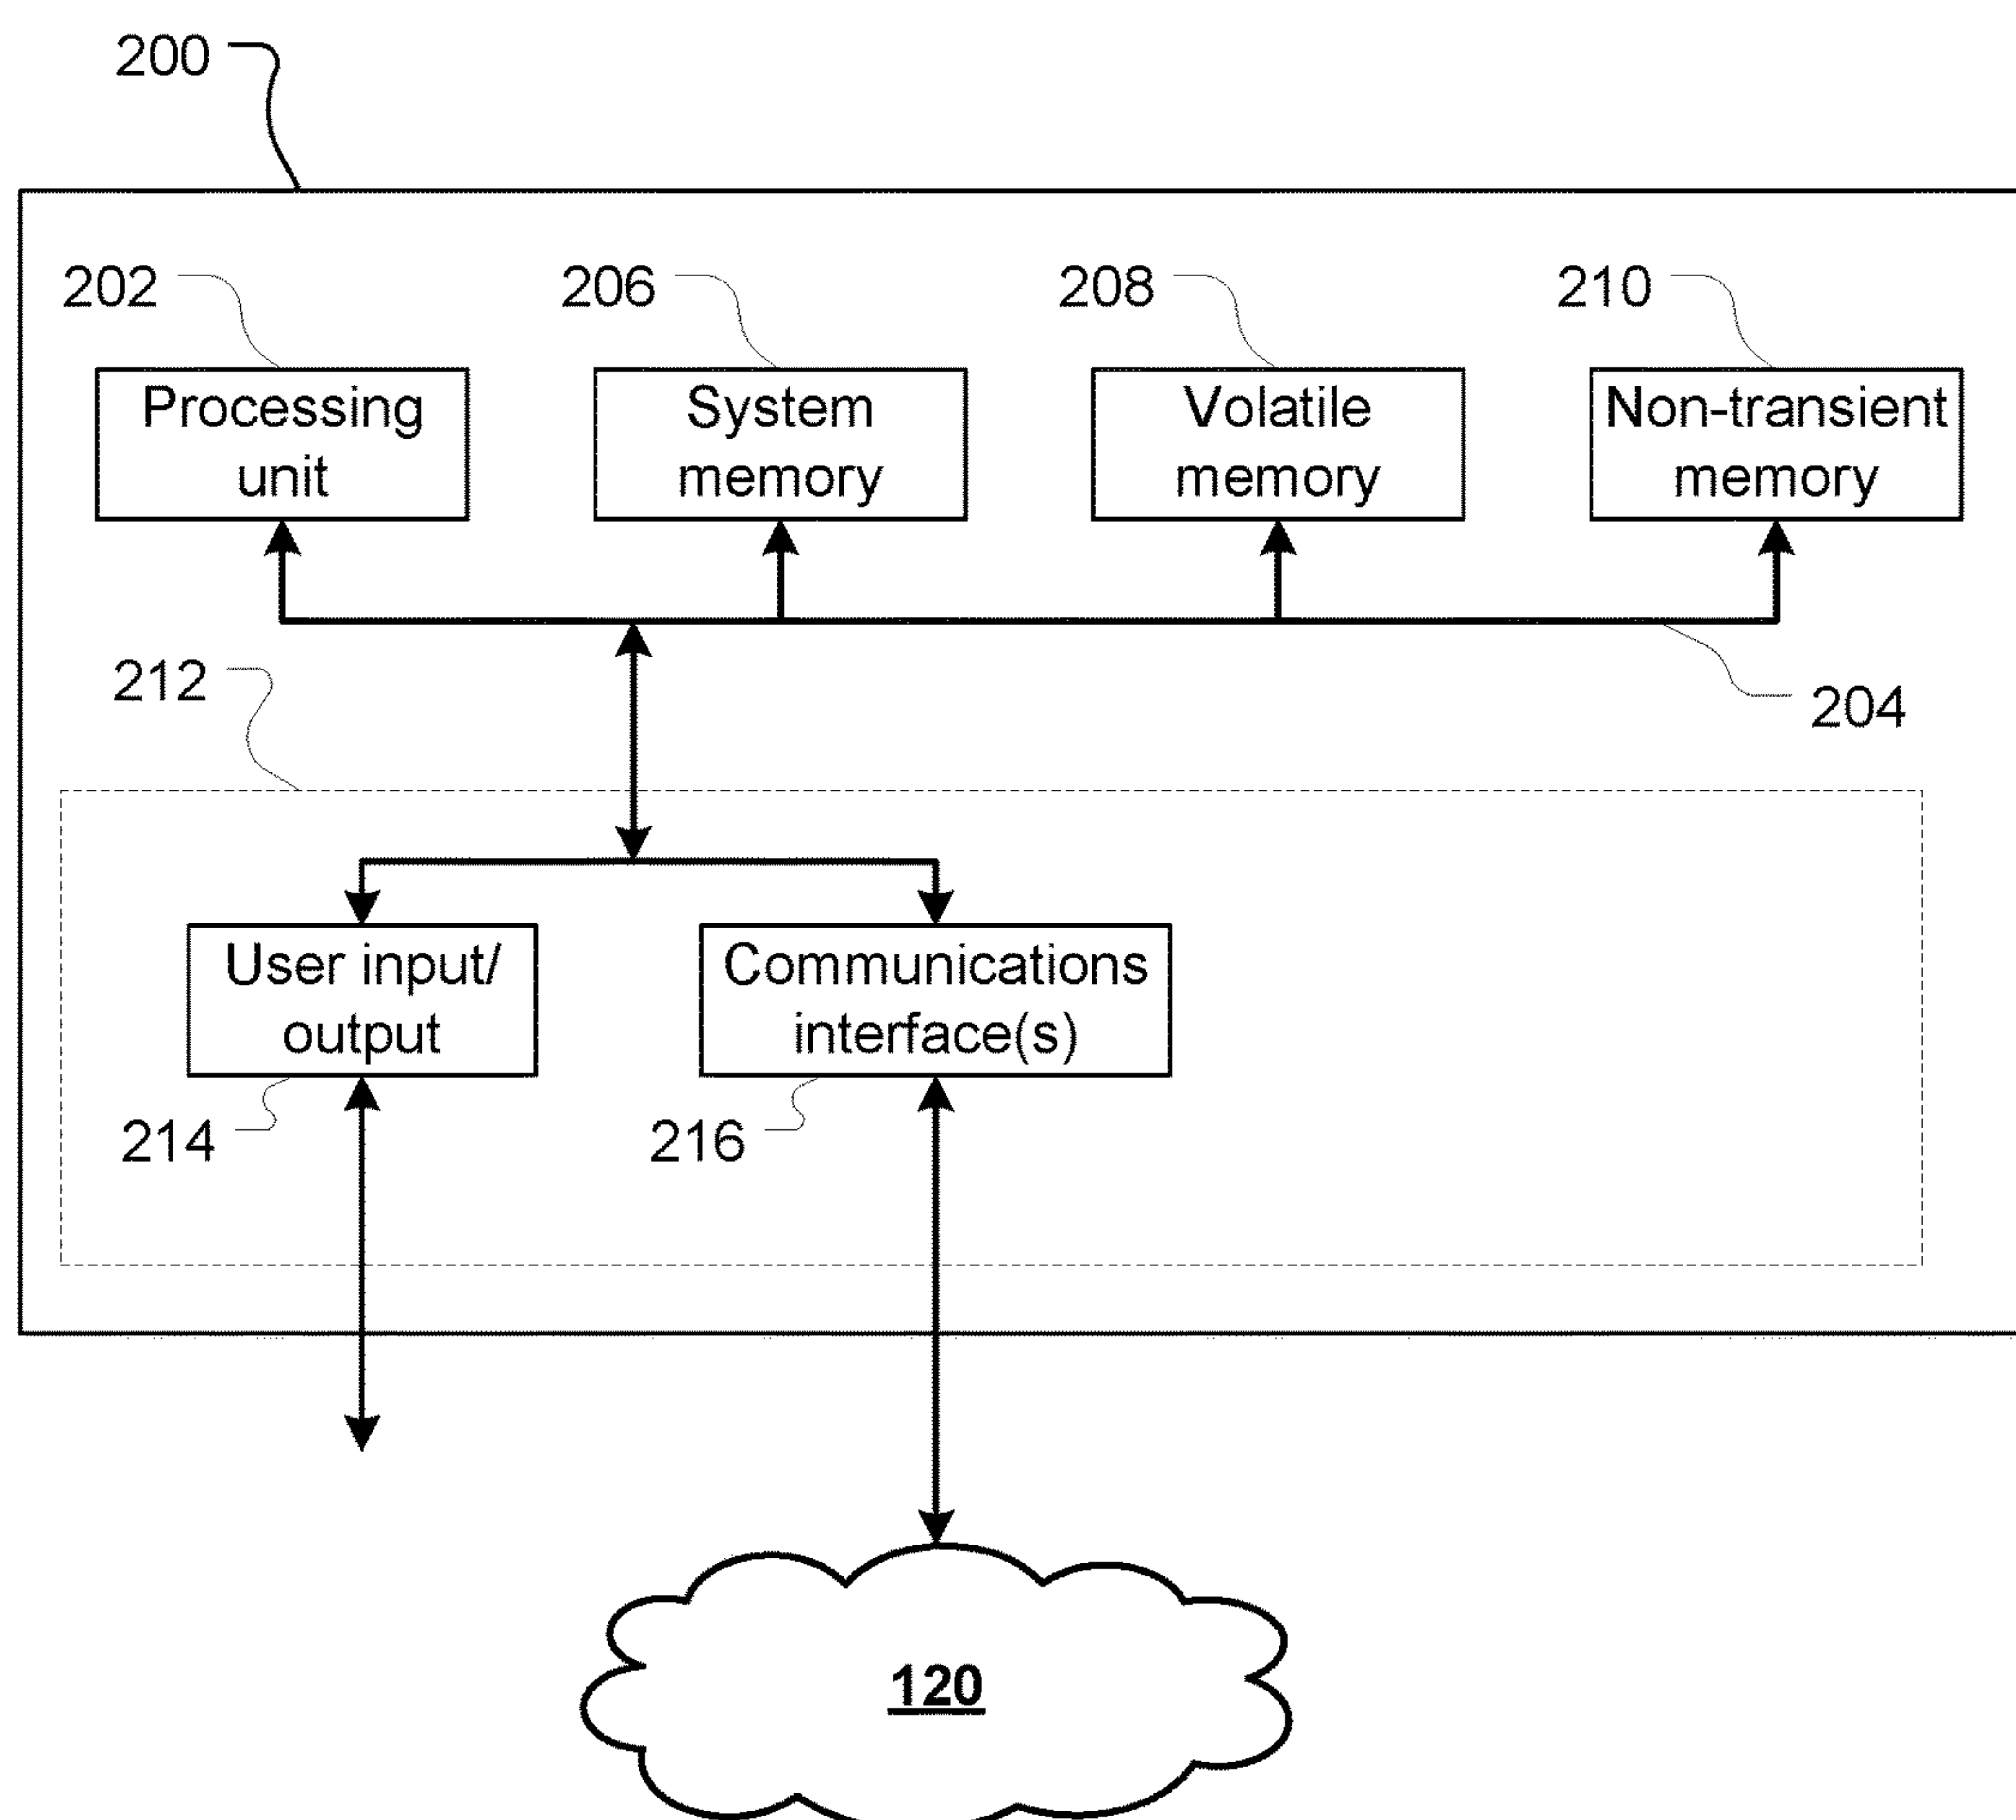 200
202
206
208
210
Processing
unit
System
memory
Volatile
memory
Non-transient
memory
212
204
User input/
output
Communications
interface(s)
214
216
120